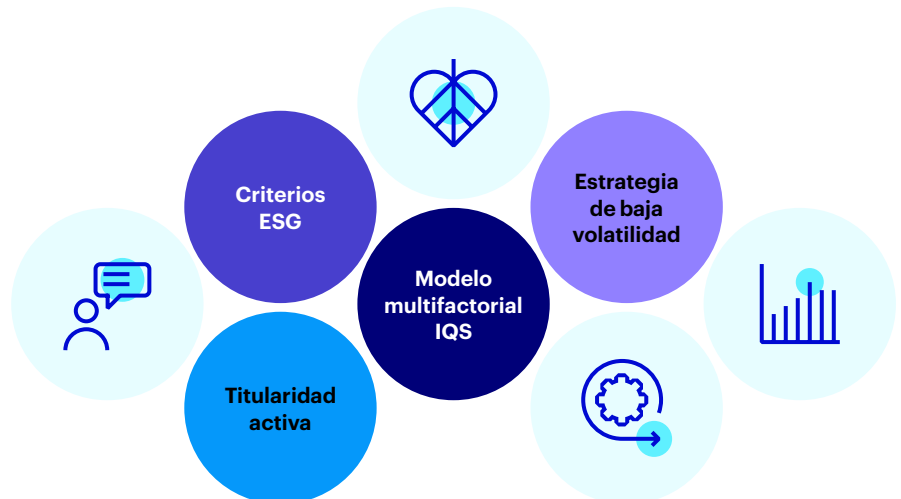 Criterios
ESG
Estrategia
de baja
volatilidad
Modelo
multifactorial
IQS
Titularidad
activa